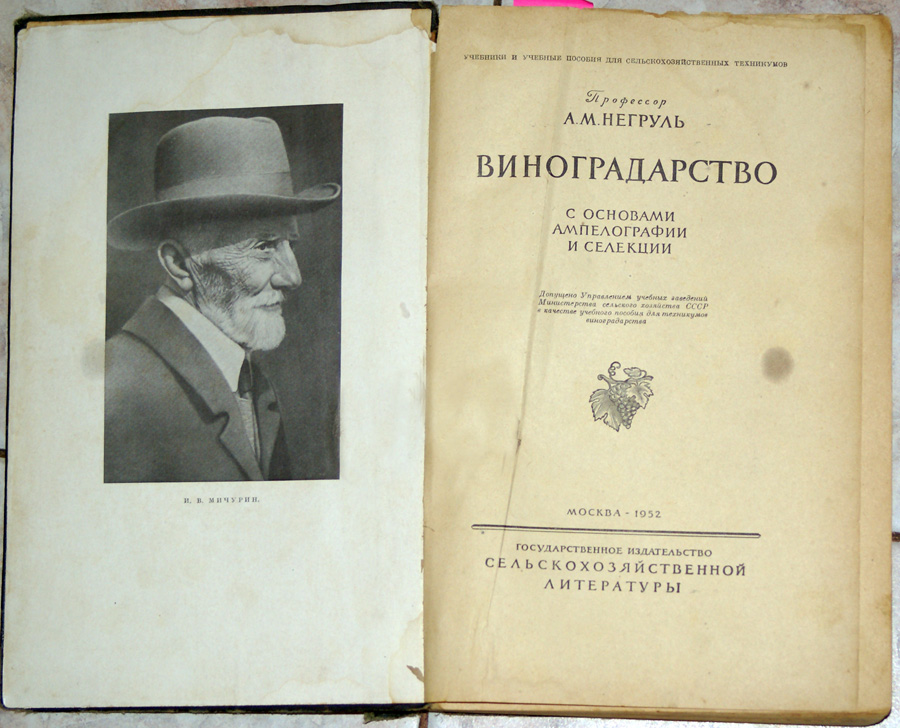 И. В. МИЧУРИН.
УЧЕБНИКИ И УЧЕБНЫЕ ПОСОБИЯ ДЛЯ СЕЛЬСКОХОЗЯЙСТВЕННЫХ ТЕХНИКУМОВ
Профессор
А. М. НЕГРУЛЬ
ВИНОГРАДАРСТВО
С ОСНОВАМИ
АМПЕЛОГРАФИИ
И СЕЛЕКЦИИ
Допущено Управлением учебных заведений
Министерства сельского хозяйства СССР
в качестве учебного пособия для техникумов
виноградарства
МОСКВА - 1952
ГОСУДАРСТВЕННОЕ ИЗДАТЕЛЬСТВО
СЕЛЬСКОХОЗЯЙСТВЕННОЙ
ЛИТЕРАТУРЫ